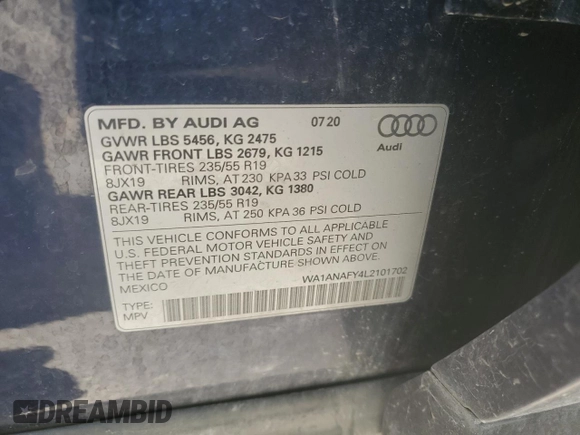 MFD. BY AUDI AG 07 20
GVWR LBS 5456, KG 2475
GAWR FRONT LBS 2679, KG 1215
FRONT-TIRES 235/55 R19
8JX19 RIMS, AT 230 KPA 33 PSI COLD
GAWR REAR LBS 3042, KG 1380
REAR-TIRES 235/55 R19
8JX19 RIMS, AT 250 KPA 36 PSI COLD
Audi
THIS VEHICLE CONFORMS TO ALL APPLICABLE
U.S. FEDERAL MOTOR VEHICLE SAFETY AND
THEFT PREVENTION STANDARDS IN EFFECT ON
THE DATE OF MANUFACTURE SHOWN ABOVE.
MEXICO WA1ANAFY4L2101702
TYPE:
MPV
DREAMBID